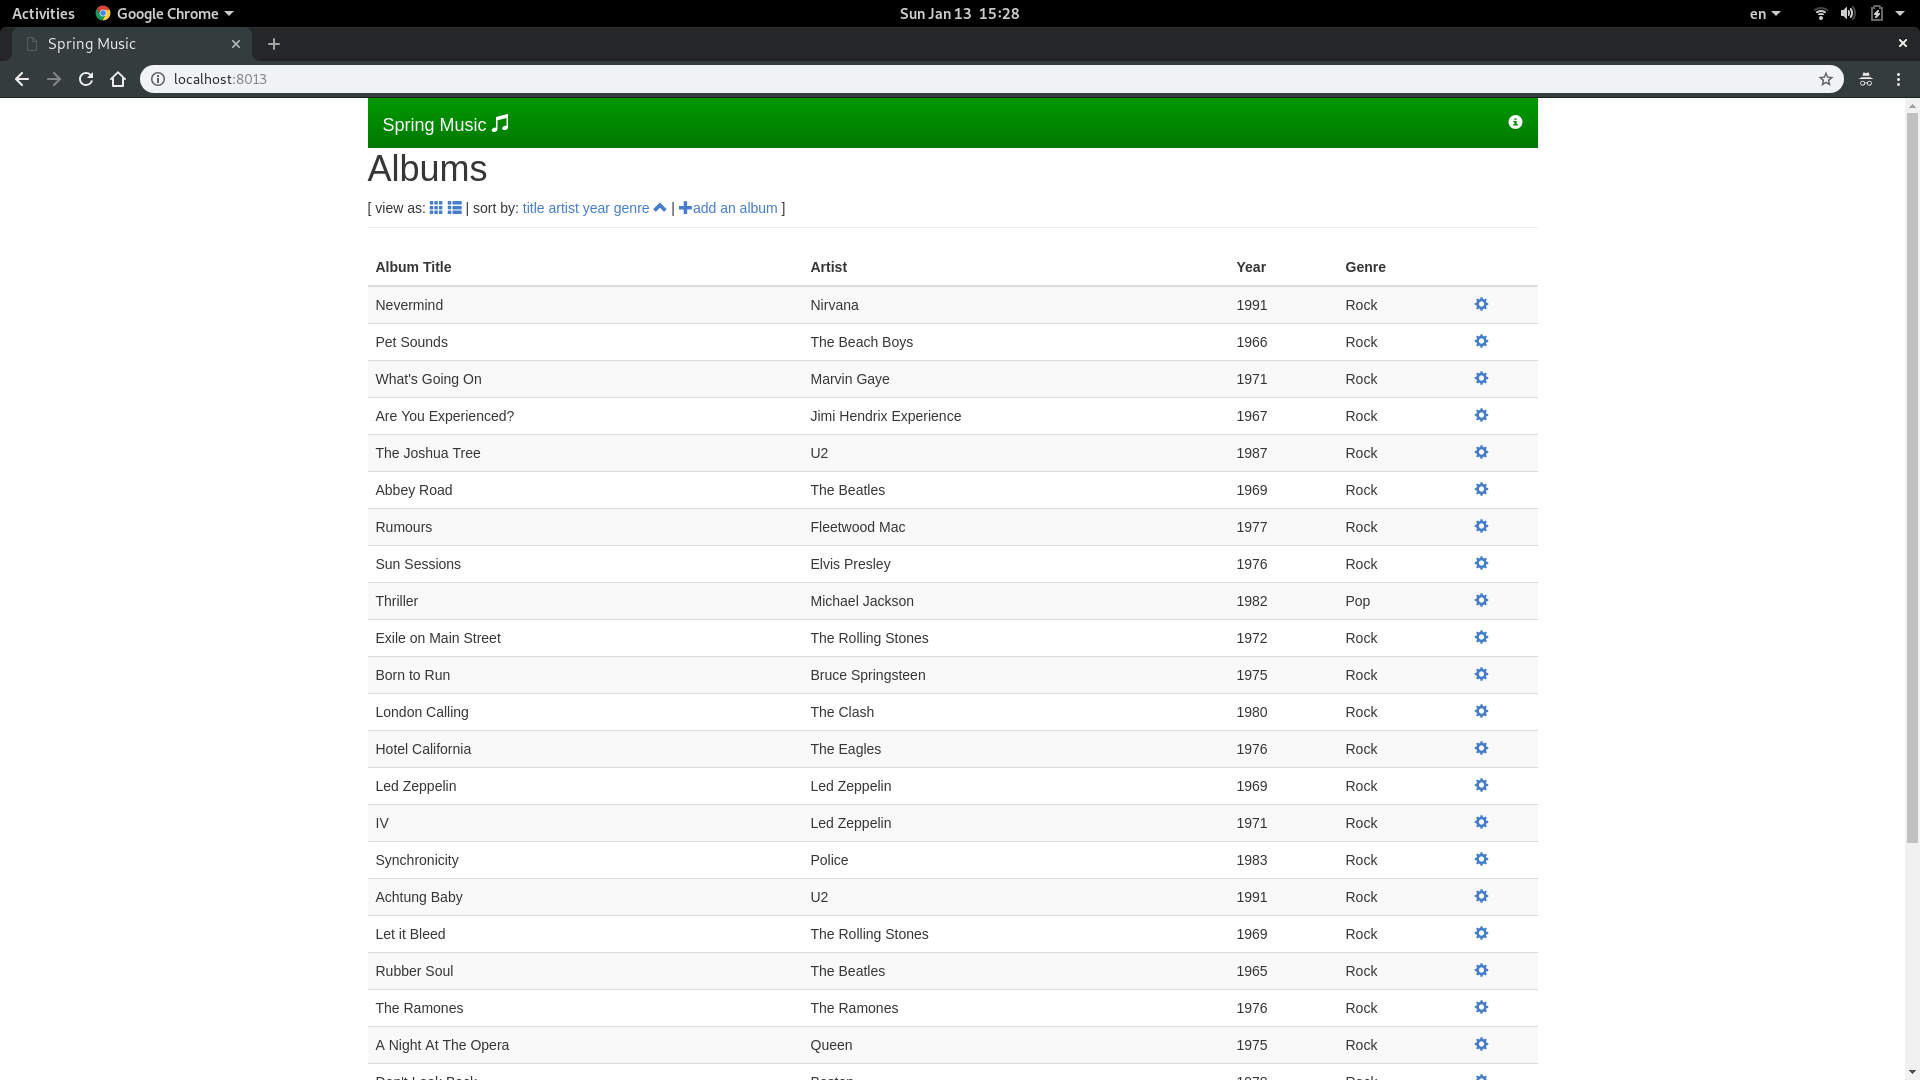 Activities Google Chrome Sun Jan 13 15:28 en
Spring Music
localhost:8013
Spring Music
Albums
[ view as: | sort by: title artist year genre | add an album ]
Album Title Artist Year Genre
Nevermind Nirvana 1991 Rock
Pet Sounds The Beach Boys 1966 Rock
What's Going On Marvin Gaye 1971 Rock
Are You Experienced? Jimi Hendrix Experience 1967 Rock
The Joshua Tree U2 1987 Rock
Abbey Road The Beatles 1969 Rock
Rumours Fleetwood Mac 1977 Rock
Sun Sessions Elvis Presley 1976 Rock
Thriller Michael Jackson 1982 Pop
Exile on Main Street The Rolling Stones 1972 Rock
Born to Run Bruce Springsteen 1975 Rock
London Calling The Clash 1980 Rock
Hotel California The Eagles 1976 Rock
Led Zeppelin Led Zeppelin 1969 Rock
IV Led Zeppelin 1971 Rock
Synchronicity Police 1983 Rock
Achtung Baby U2 1991 Rock
Let it Bleed The Rolling Stones 1969 Rock
Rubber Soul The Beatles 1965 Rock
The Ramones The Ramones 1976 Rock
A Night At The Opera Queen 1975 Rock
Don't Look Back Boston 1978 Rock